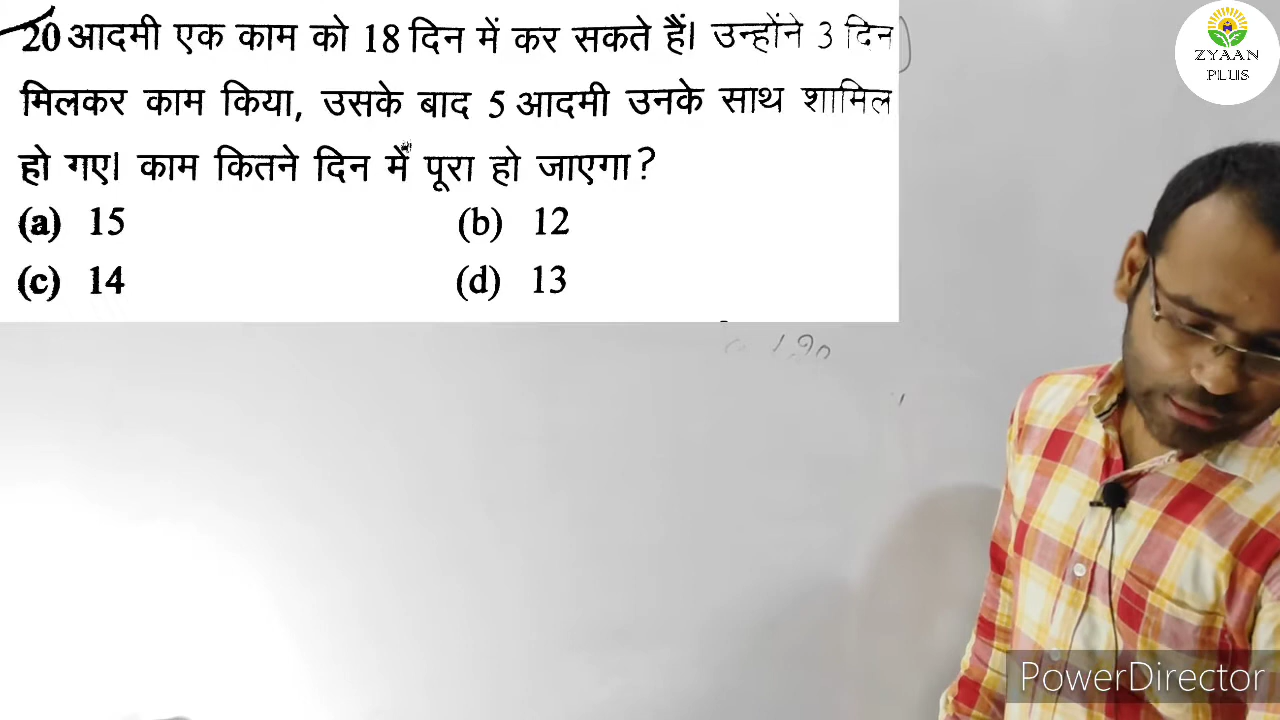 20 आदमी एक काम को 18 दिन में कर सकते हैं। उन्होंने 3 दिन
मिलकर काम किया, उसके बाद 5 आदमी उनके साथ शामिल
हो गए। काम कितने दिन में पूरा हो जाएगा?
(a) 15 (b) 12
(c) 14 (d) 13
ZYAAN
PLUS
PowerDirector